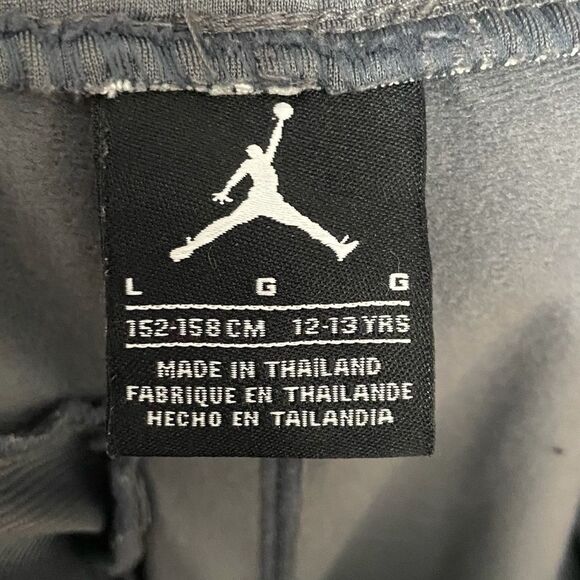 L G G
152-158 CM 12-13 YRS
MADE IN THAILAND
FABRIQUE EN THAILANDE
HECHO EN TAILANDIA